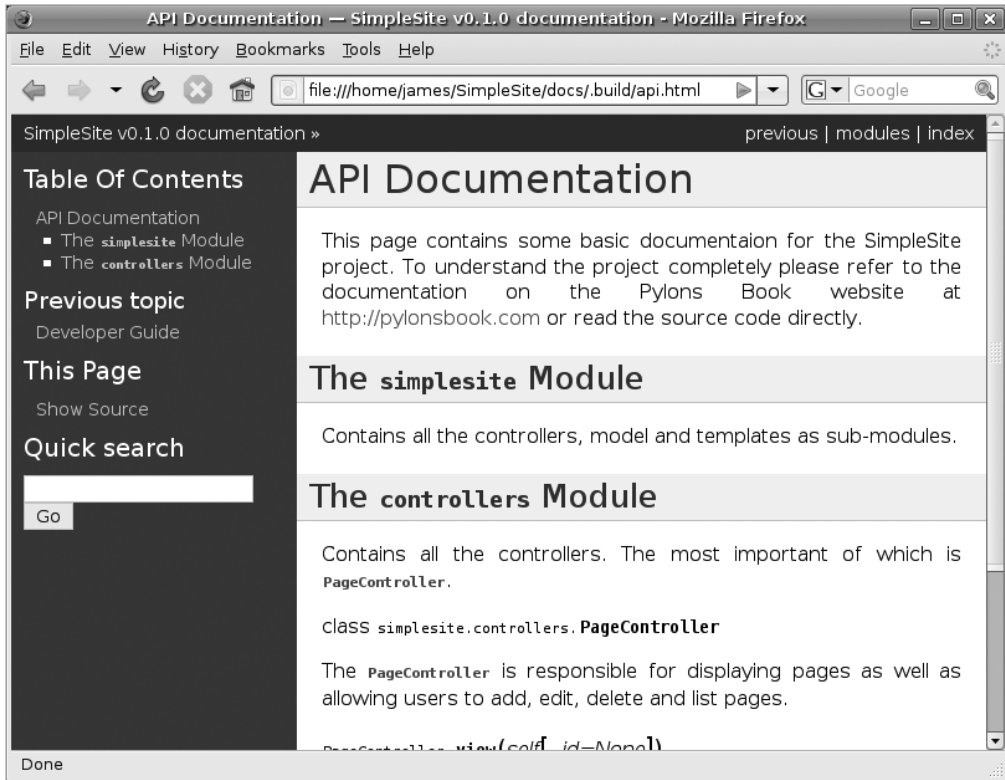 API Documentation — SimpleSite v0.1.0 documentation - Mozilla Firefox
File Edit View History Bookmarks Tools Help
file:///home/james/SimpleSite/docs/.build/api.html
G Google
SimpleSite v0.1.0 documentation »
previous | modules | index
Table Of Contents
API Documentation
The simplesite Module
The controllers Module
Previous topic
Developer Guide
This Page
Show Source
Quick search
Go
API Documentation
This page contains some basic documentaion for the SimpleSite
project. To understand the project completely please refer to the
documentation on the Pylons Book website at
http://pylonsbook.com or read the source code directly.
The simplesite Module
Contains all the controllers, model and templates as sub-modules.
The controllers Module
Contains all the controllers. The most important of which is
PageController.
class simplesite.controllers.PageController
The PageController is responsible for displaying pages as well as
allowing users to add, edit, delete and list pages.
PageController.view(self[, id=None])
Done